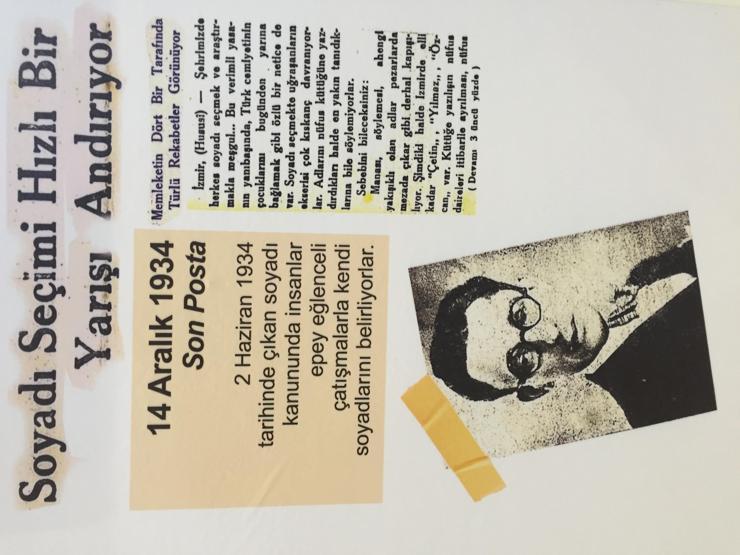 Soyadı Seçimi Hızlı Bir
Yarışı Andırıyor
Memleketin Dört Bir Tarafında
Türlü Rekabetler Görünüyor
İzmir, (Hususî) — Şehrimizde
herkes soyadı seçmek ve araştır-
makla meşgul... Bu verimli yasa-
nın yanıbaşında, Türk cemiyetinin
çocuklarını bugünden yarına
bağlamak gibi özlü bir netice de
var. Soyadı seçmekte uğraşanların
ekserisi çok kıskanç davranıyor-
lar. Adlarını nüfus kütüğüne yaz-
dırdıkları halde en yakın tanıdık-
larına bile söylemiyorlar.
Sebebini bileceksiniz:
Manası, söylemesi, ahengi
yakışıklı olan adlar pazarlarda
mezada çıkar gibi derhal kapışı-
lıyor. Şimdiki halde İzmirde elli
kadar "Çetin,, , "Yılmaz,, , "Öz-
can,, var. Kütüğe yazılışın nüfus
daireleri itibarile ayrılması, nüfus
( Devamı 3 üncü yüzde )
14 Aralık 1934
Son Posta
2 Haziran 1934
tarihinde çıkan soyadı
kanununda insanlar
epey eğlenceli
çatışmalarla kendi
soyadlarını belirliyorlar.